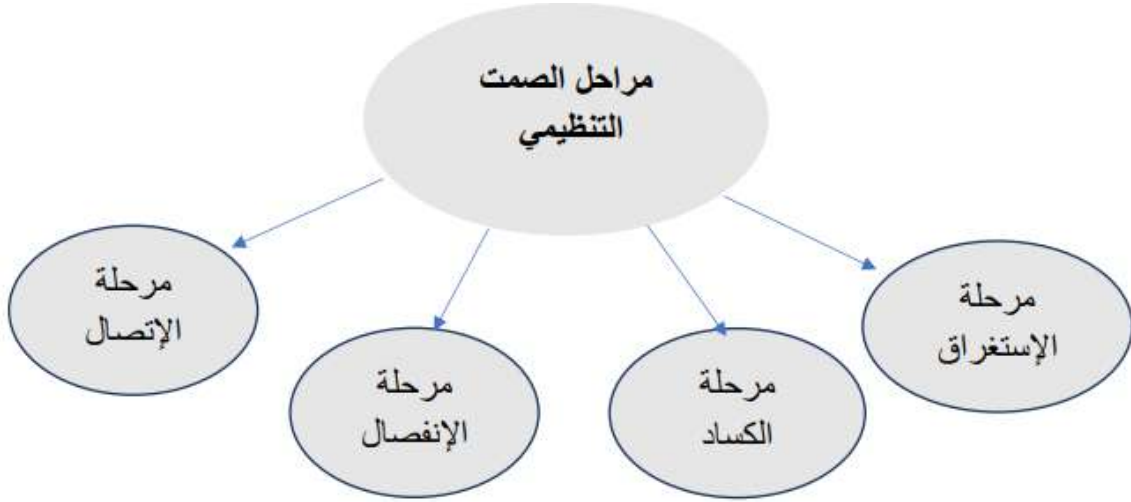 مراحل الصمت
التنظيمي
مرحلة
الإستغراق
مرحلة
الكساد
مرحلة
الإنفصال
مرحلة
الإتصال